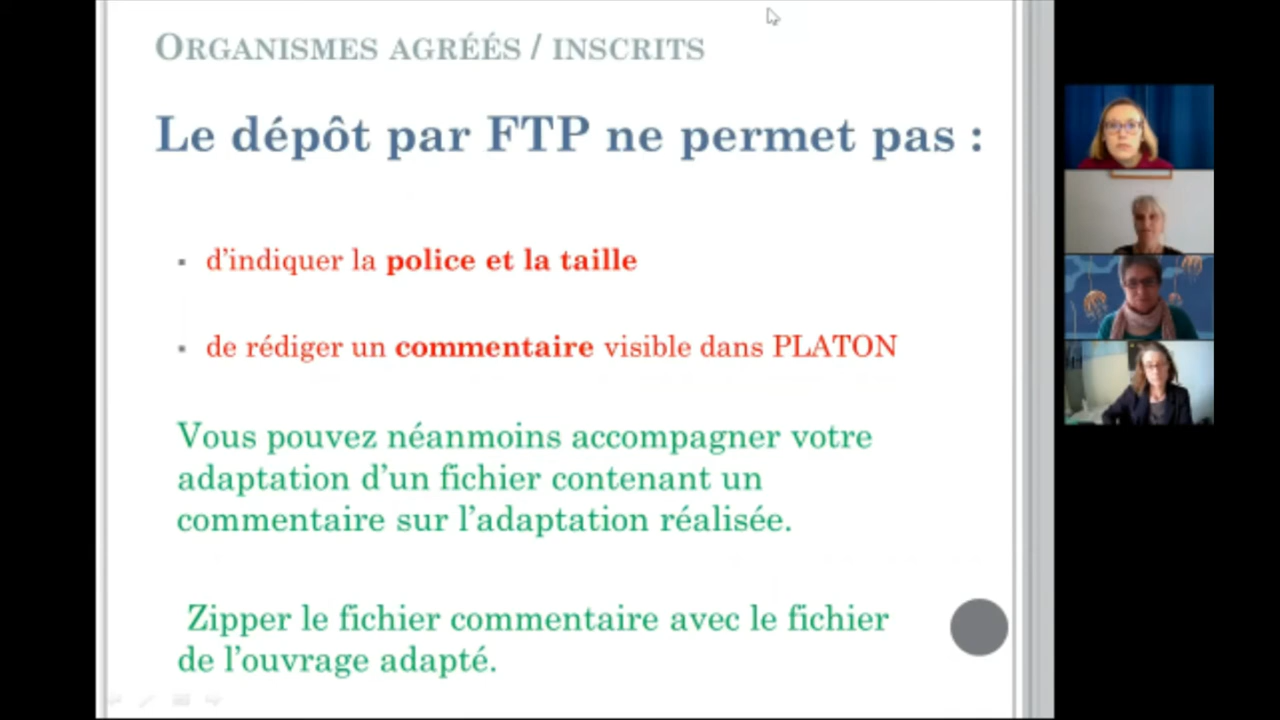 ORGANISMES AGRÉÉS / INSCRITS
Le dépôt par FTP ne permet pas :
▪ d'indiquer la police et la taille
▪ de rédiger un commentaire visible dans PLATON
Vous pouvez néanmoins accompagner votre
adaptation d'un fichier contenant un
commentaire sur l'adaptation réalisée.
Zipper le fichier commentaire avec le fichier
de l'ouvrage adapté.